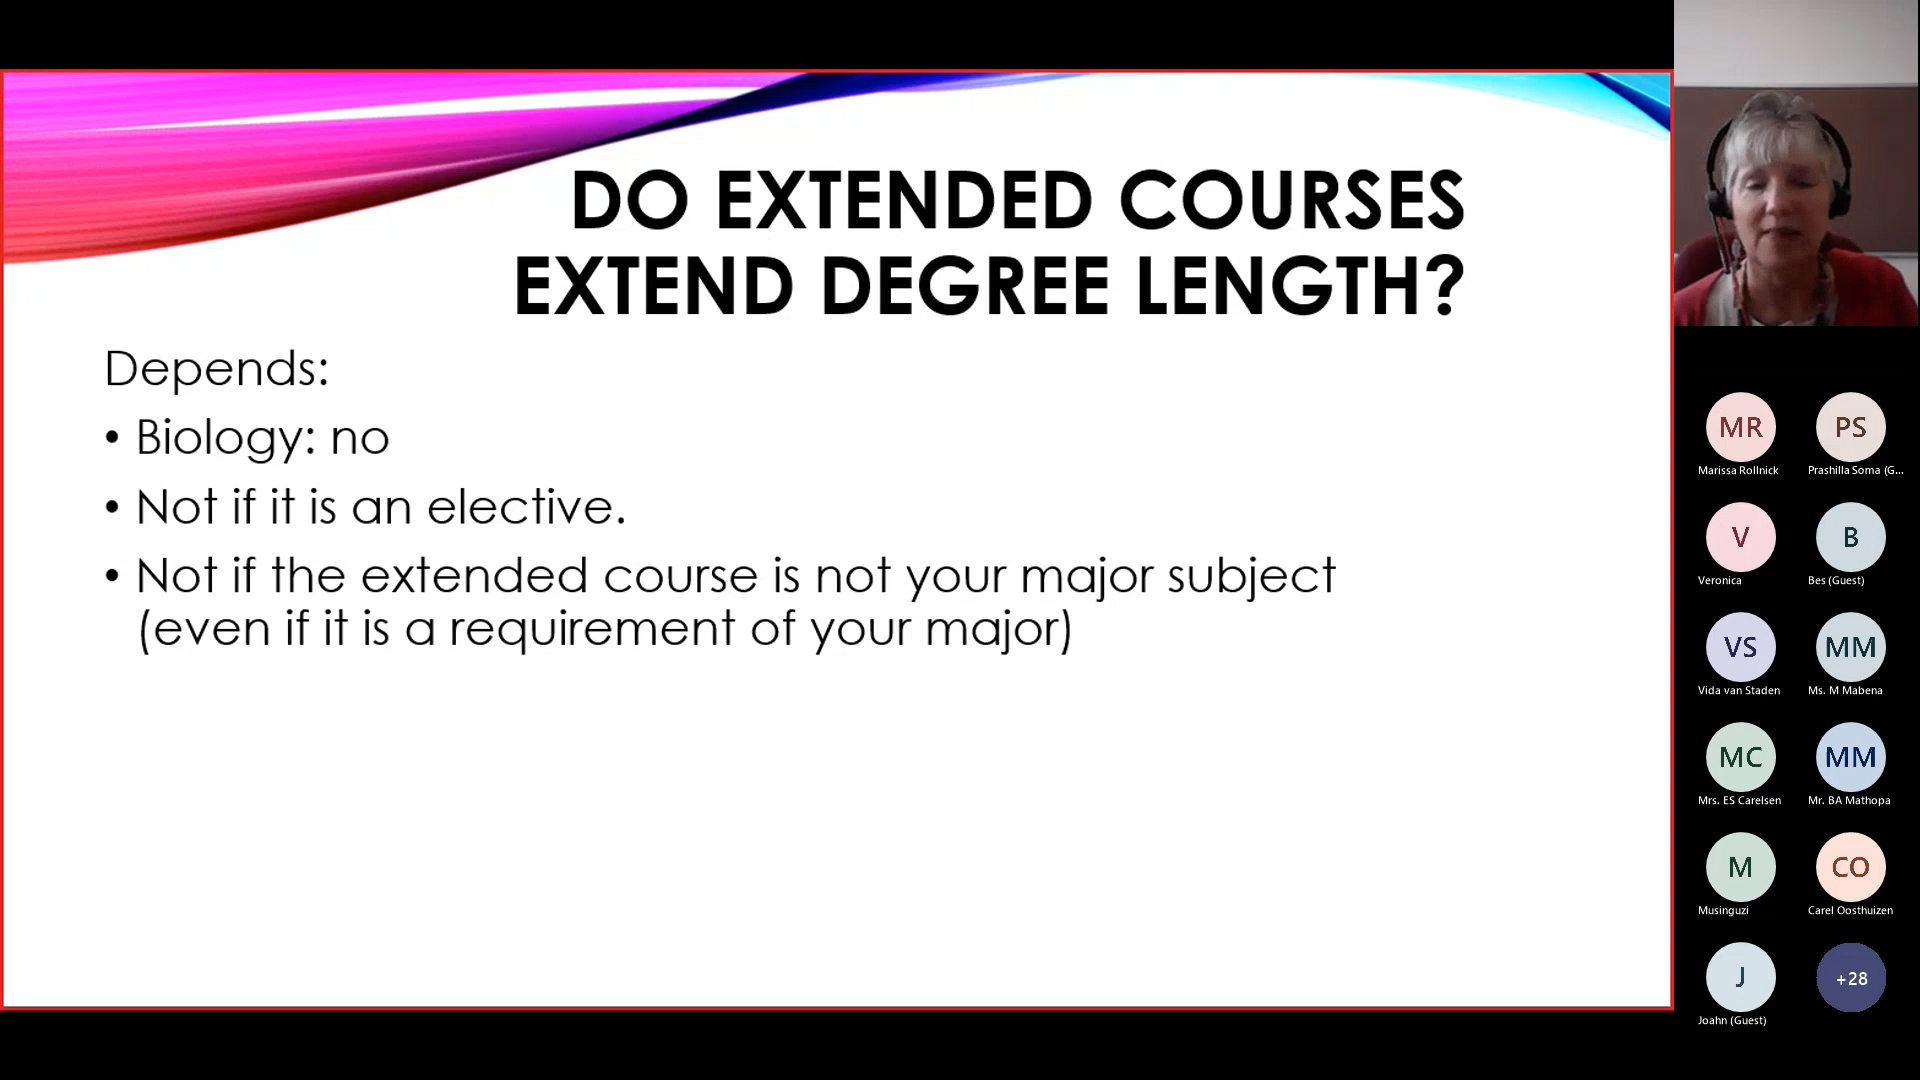 DO EXTENDED COURSES
EXTEND DEGREE LENGTH?
Depends:
• Biology: no
• Not if it is an elective.
• Not if the extended course is not your major subject
(even if it is a requirement of your major)
MR
PS
Marissa Rollnick
Prashilla Soma (G...
V
B
Veronica
Bes (Guest)
VS
MM
Vida van Staden
Ms. M Mabena
MC
MM
Mrs. ES Carelsen
Mr. BA Mathopa
M
CO
Musinguzi
Carel Oosthuizen
J
+28
Joahn (Guest)